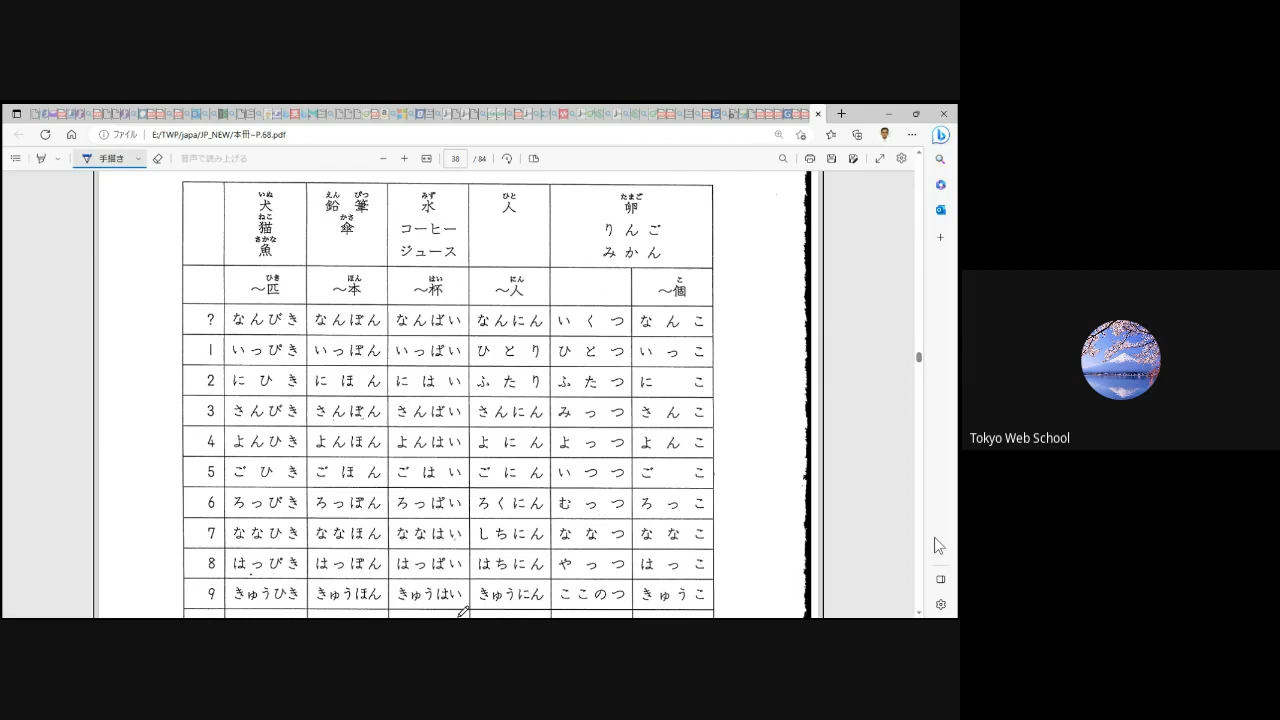 ファイル E:/TWP/japa/JP_NEW/本冊~P.68.pdf
手描き 音声で読み上げる 38 / 84
いぬ えん ぴつ みず ひと たまご
犬 鉛 筆 水 人 卵
ねこ かさ
猫 傘 コーヒー りんご
さかな
魚 ジュース みかん
ひき ほん はい にん こ
~匹 ~本 ~杯 ~人 ~個
? なんびき なんぼん なんばい なんにん いくつ なんこ
1 いっぴき いっぽん いっぱい ひとり ひとつ いっこ
2 にひき にほん にはい ふたり ふたつ にこ
3 さんびき さんぼん さんばい さんにん みっつ さんこ
4 よんひき よんほん よんはい よにん よっつ よんこ
5 ごひき ごほん ごはい ごにん いつつ ごこ
6 ろっぴき ろっぽん ろっぱい ろくにん むっつ ろっこ
7 ななひき ななほん ななはい しちにん ななつ ななこ
8 はっぴき はっぽん はっぱい はちにん やっつ はっこ
9 きゅうひき きゅうほん きゅうはい きゅうにん ここのつ きゅうこ
Tokyo Web School